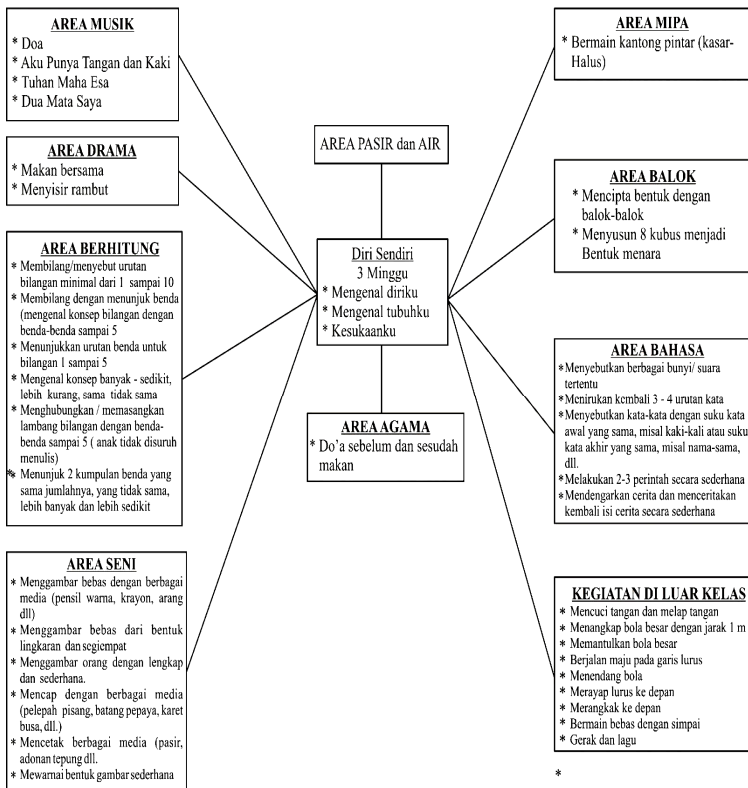 AREA MUSIK
* Doa
* Aku Punya Tangan dan Kaki
* Tuhan Maha Esa
* Dua Mata Saya
AREA DRAMA
* Makan bersama
* Menyisir rambut
AREA BERHITUNG
* Membilang/menyebut urutan
bilangan minimal dari 1 sampai 10
* Membilang dengan menunjuk benda
(mengenal konsep bilangan dengan
benda-benda sampai 5
* Menunjukkan urutan benda untuk
bilangan 1 sampai 5
* Mengenal konsep banyak - sedikit,
lebih kurang, sama tidak sama
* Menghubungkan / memasangkan
lambang bilangan dengan benda-
benda sampai 5 ( anak tidak disuruh
menulis)
** Menunjuk 2 kumpulan benda yang
sama jumlahnya, yang tidak sama,
lebih banyak dan lebih sedikit
AREA SENI
* Menggambar bebas dengan berbagai
media (pensil warna, krayon, arang
dll)
* Menggambar bebas dari bentuk
lingkaran dan segiempat
* Menggambar orang dengan lengkap
dan sederhana.
* Mencap dengan berbagai media
(pelepah pisang, batang pepaya, karet
busa, dll.)
* Mencetak berbagai media (pasir,
adonan tepung dll.
* Mewarnai bentuk gambar sederhana
AREA PASIR dan AIR
Diri Sendiri
3 Minggu
* Mengenal diriku
* Mengenal tubuhku
* Kesukaanku
AREA AGAMA
* Do’a sebelum dan sesudah
makan
AREA MIPA
* Bermain kantong pintar (kasar-
Halus)
AREA BALOK
* Mencipta bentuk dengan
balok-balok
* Menyusun 8 kubus menjadi
Bentuk menara
AREA BAHASA
* Menyebutkan berbagai bunyi/ suara
tertentu
* Menirukan kembali 3 - 4 urutan kata
* Menyebutkan kata-kata dengan suku kata
awal yang sama, misal kaki-kali atau suku
kata akhir yang sama, misal nama-sama,
dll.
* Melakukan 2-3 perintah secara sederhana
* Mendengarkan cerita dan menceritakan
kembali isi cerita secara sederhana
KEGIATAN DI LUAR KELAS
* Mencuci tangan dan melap tangan
* Menangkap bola besar dengan jarak 1 m
* Memantulkan bola besar
* Berjalan maju pada garis lurus
* Menendang bola
* Merayap lurus ke depan
* Merangkak ke depan
* Bermain bebas dengan simpai
* Gerak dan lagu
*